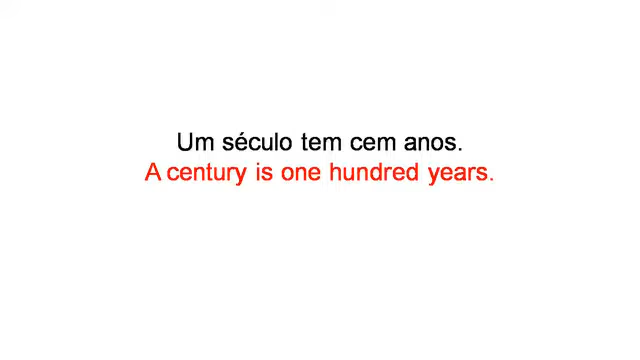 Um século tem cem anos.
A century is one hundred years.